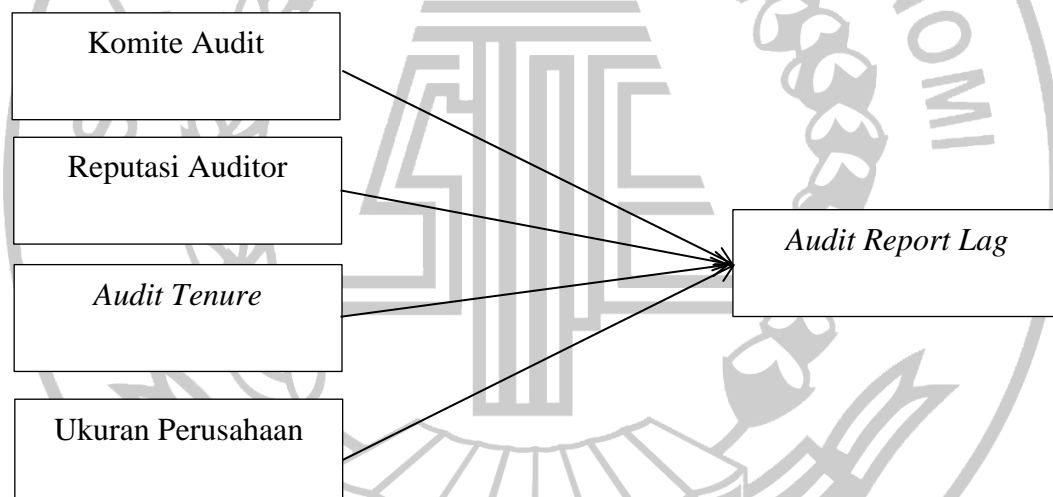 Komite Audit
Reputasi Auditor
Audit Tenure
Ukuran Perusahaan
Audit Report Lag